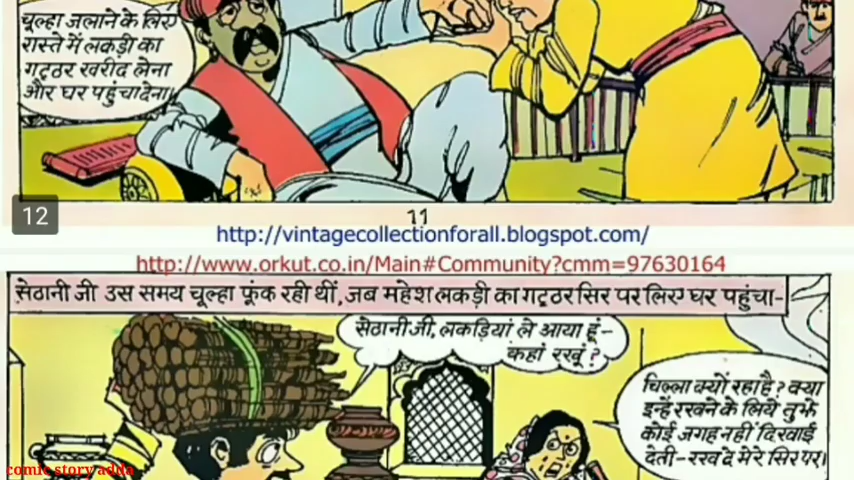 चूल्हा जलाने के लिए
रास्ते में लकड़ी का
गट्ठर खरीद लेना
और घर पहुंचा देना।
12
11
http://vintagecollectionforall.blogspot.com/
http://www.orkut.co.in/Main#Community?cmm=97630164
सेठानी जी उस समय चूल्हा फूंक रही थीं, जब महेश लकड़ी का गट्ठर सिर पर लिए घर पहुंचा-
सेठानी जी, लकड़ियां ले आया हूं-
कहां रखूं ?
चिल्ला क्यों रहा है ? क्या
इन्हें रखने के लिये तुझे
कोई जगह नहीं दिखाई
देती-रख दे मेरे सिर पर।
comic story adda